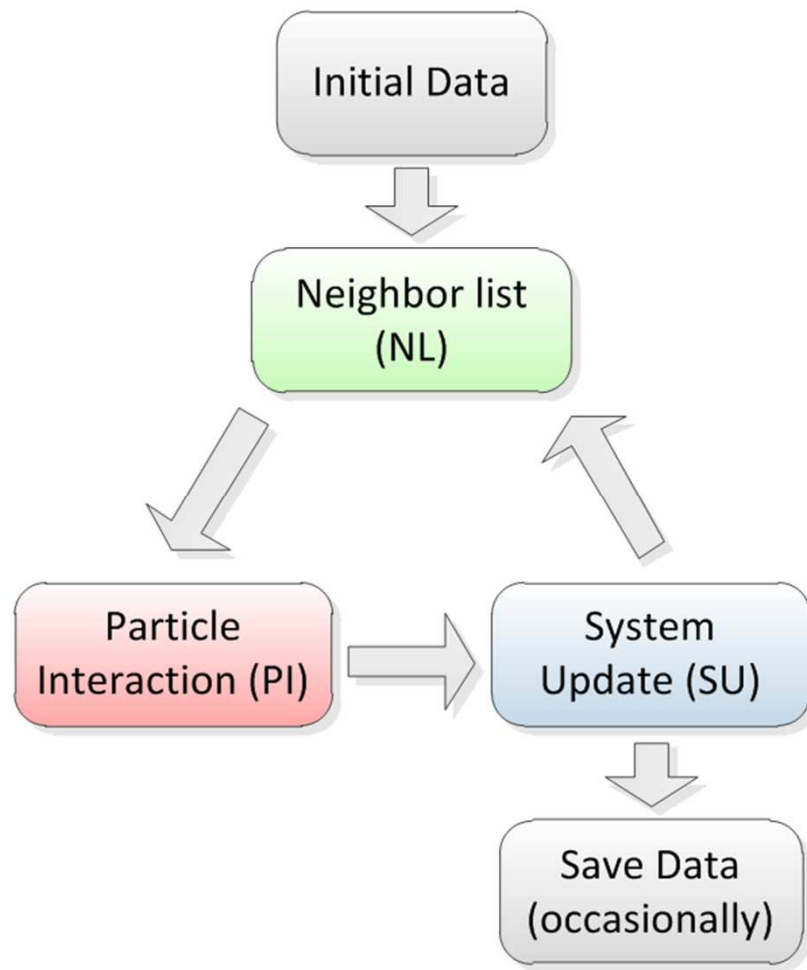 Initial Data
Neighbor list
(NL)
Particle
Interaction (PI)
System
Update (SU)
Save Data
(occasionally)